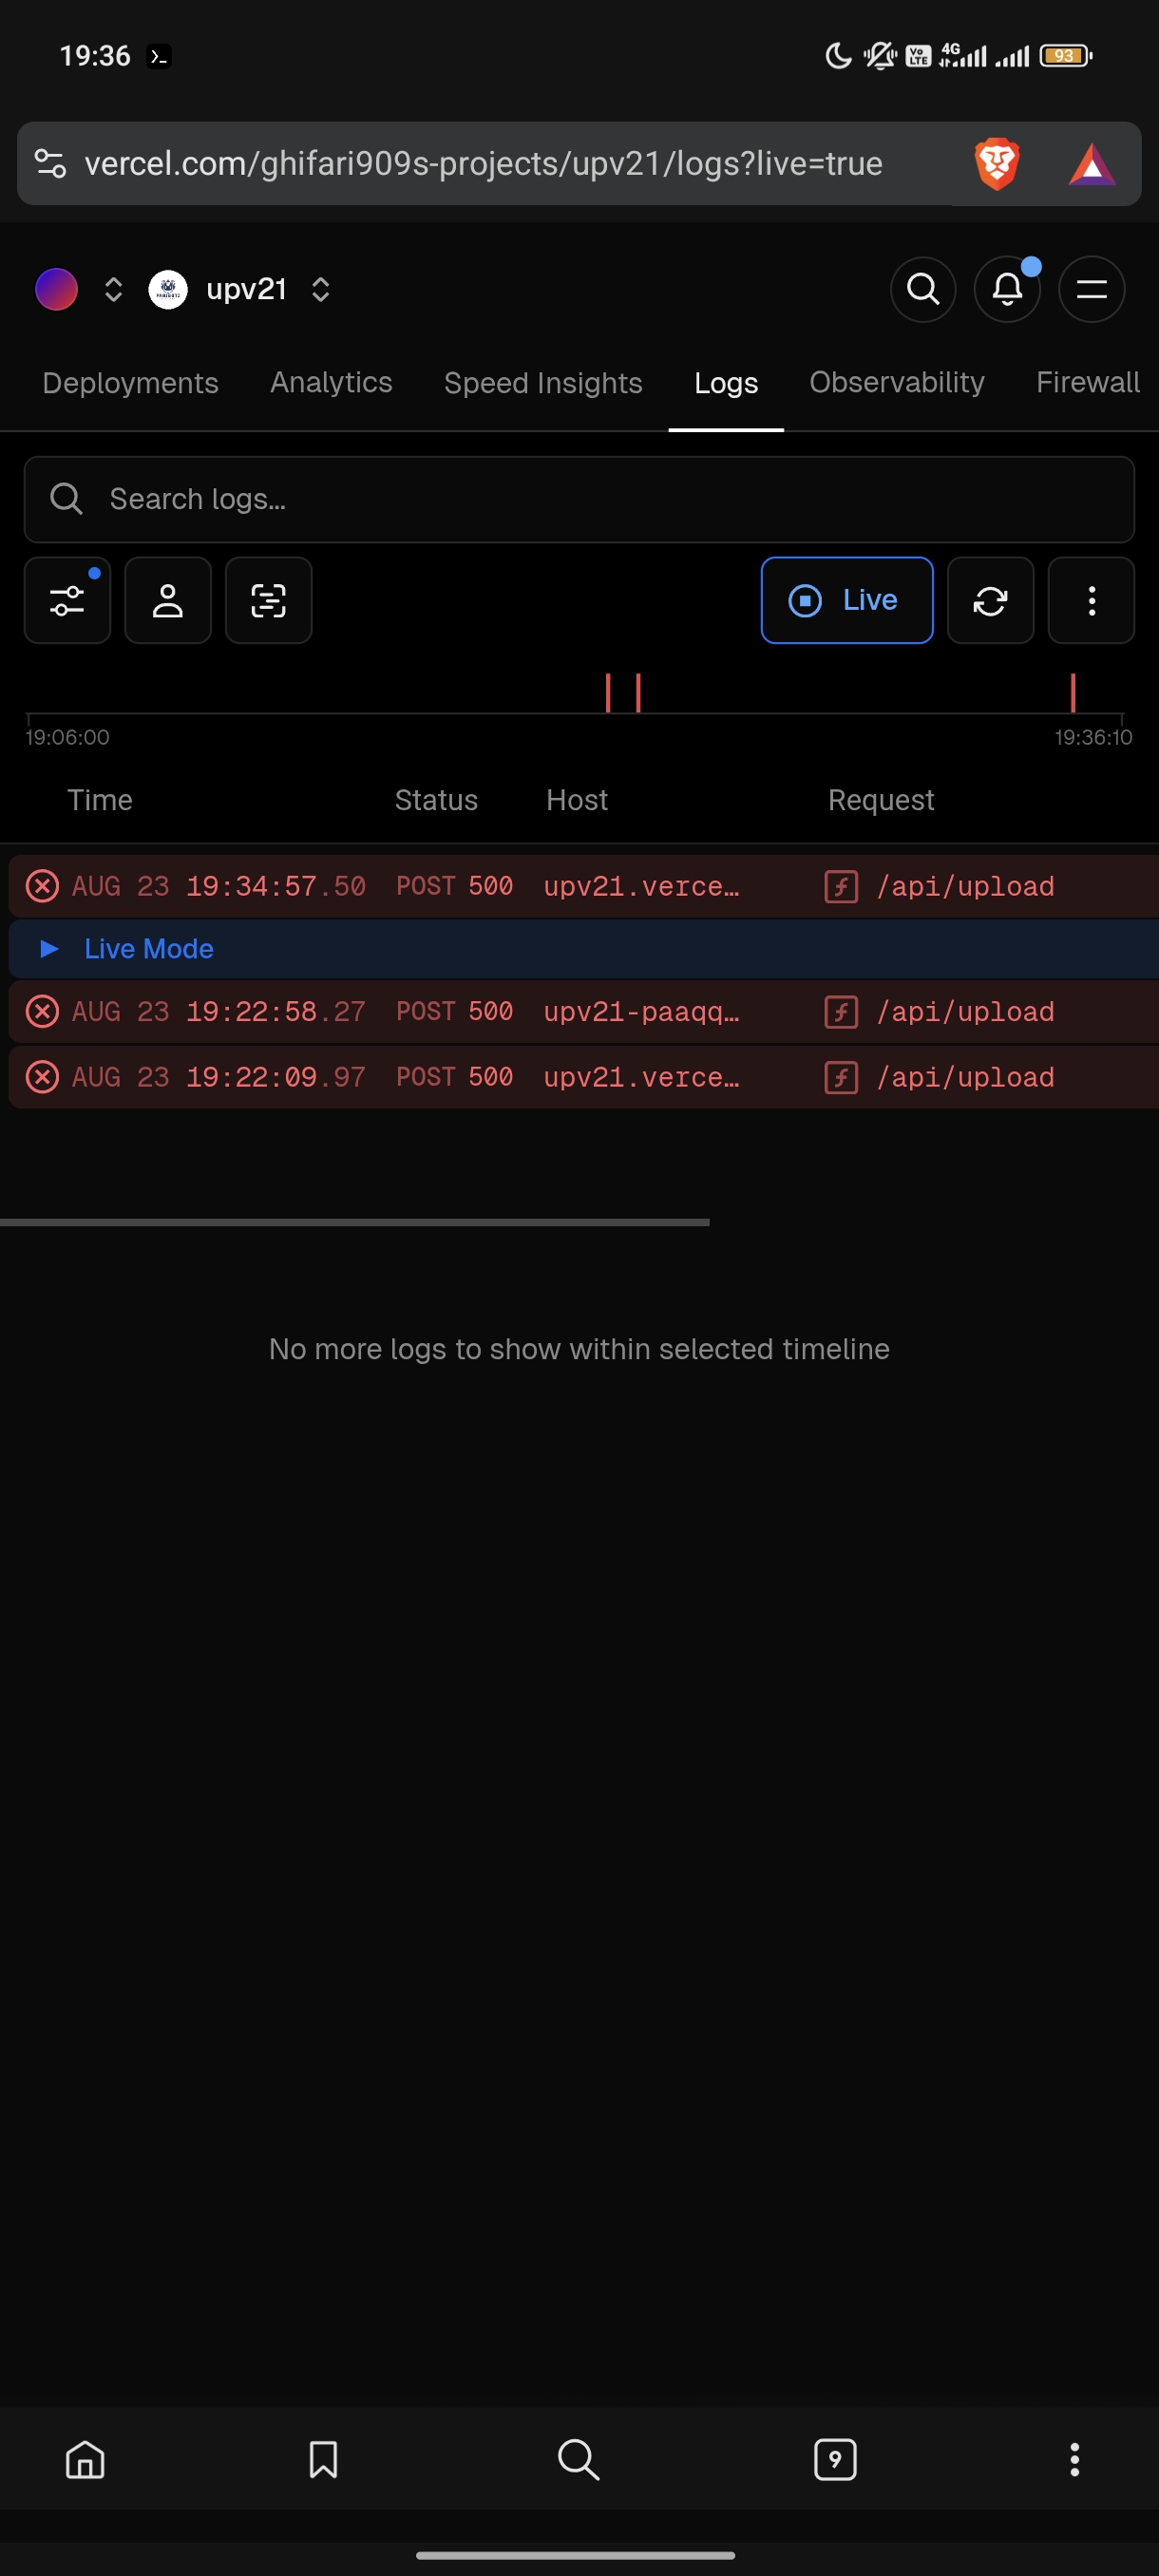 19:36
Vo LTE 4G 93
vercel.com/ghifari909s-projects/upv21/logs?live=true
upv21
Deployments Analytics Speed Insights Logs Observability Firewall
Search logs...
Live
19:06:00 19:36:10
Time Status Host Request
AUG 23 19:34:57.50 POST 500 upv21.verce… /api/upload
Live Mode
AUG 23 19:22:58.27 POST 500 upv21-paaqq… /api/upload
AUG 23 19:22:09.97 POST 500 upv21.verce… /api/upload
No more logs to show within selected timeline
9